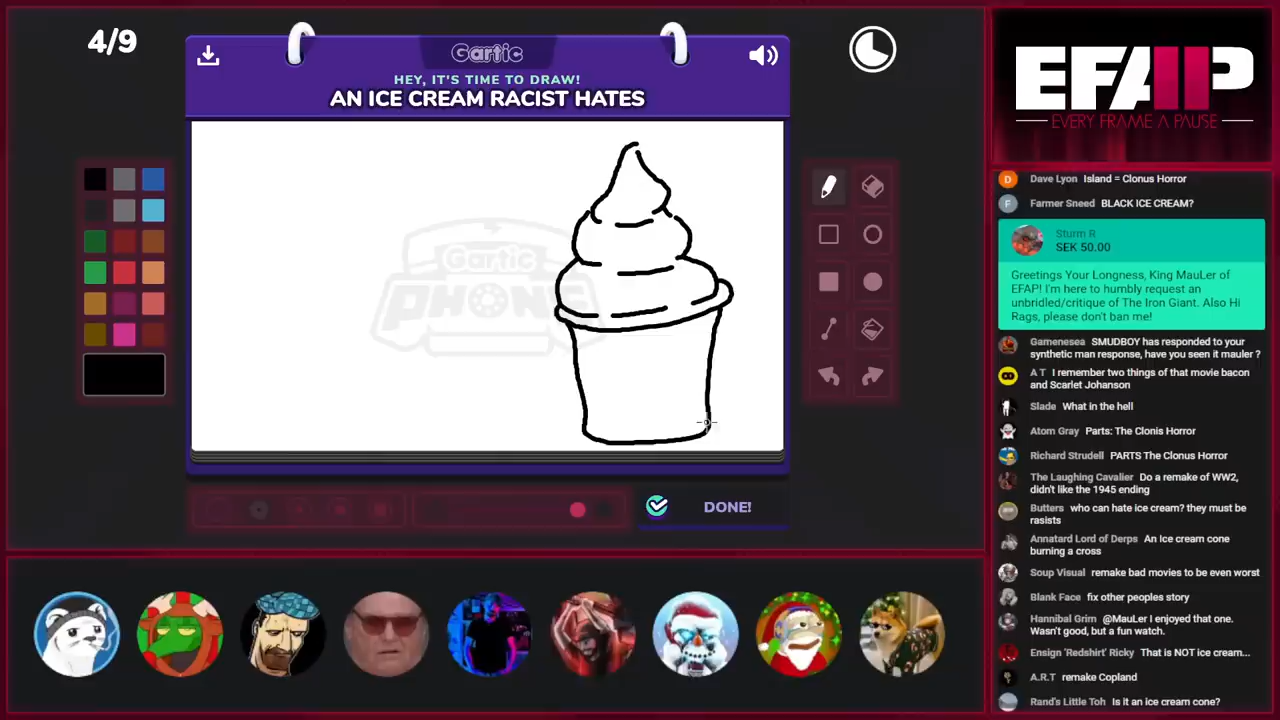 4/9
Gartic
HEY, IT'S TIME TO DRAW!
AN ICE CREAM RACIST HATES
Gartic
PHONE
DONE!
EFAP
EVERY FRAME A PAUSE
Dave Lyon Island = Clonus Horror
Farmer Sneed BLACK ICE CREAM?
Sturm R
SEK 50.00
Greetings Your Longness, King MauLer of
EFAP! I'm here to humbly request an
unbridled/critique of The Iron Giant. Also Hi
Rags, please don't ban me!
Gamenesea SMUDBOY has responded to your
synthetic man response, have you seen it mauler ?
A T I remember two things of that movie bacon
and Scarlet Johanson
Slade What in the hell
Atom Gray Parts: The Clonis Horror
Richard Strudell PARTS The Clonus Horror
The Laughing Cavalier Do a remake of WW2,
didn't like the 1945 ending
Butters who can hate ice cream? they must be
rasists
Annatard Lord of Derps An Ice cream cone
burning a cross
Soup Visual remake bad movies to be even worst
Blank Face fix other peoples story
Hannibal Grim @MauLer I enjoyed that one.
Wasn't good, but a fun watch.
Ensign 'Redshirt' Ricky That is NOT ice cream...
A.R.T remake Copland
Rand's Little Toh Is it an ice cream cone?